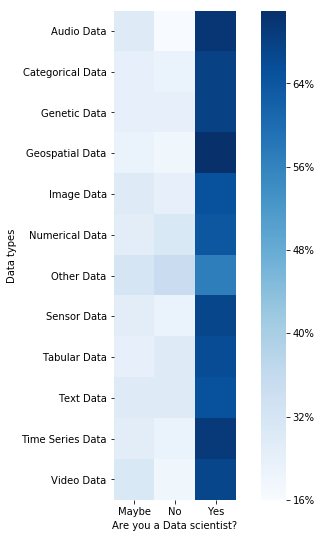 Data types
Audio Data
Categorical Data
Genetic Data
Geospatial Data
Image Data
Numerical Data
Other Data
Sensor Data
Tabular Data
Text Data
Time Series Data
Video Data
Maybe No Yes
Are you a Data scientist?
64%
56%
48%
40%
32%
16%